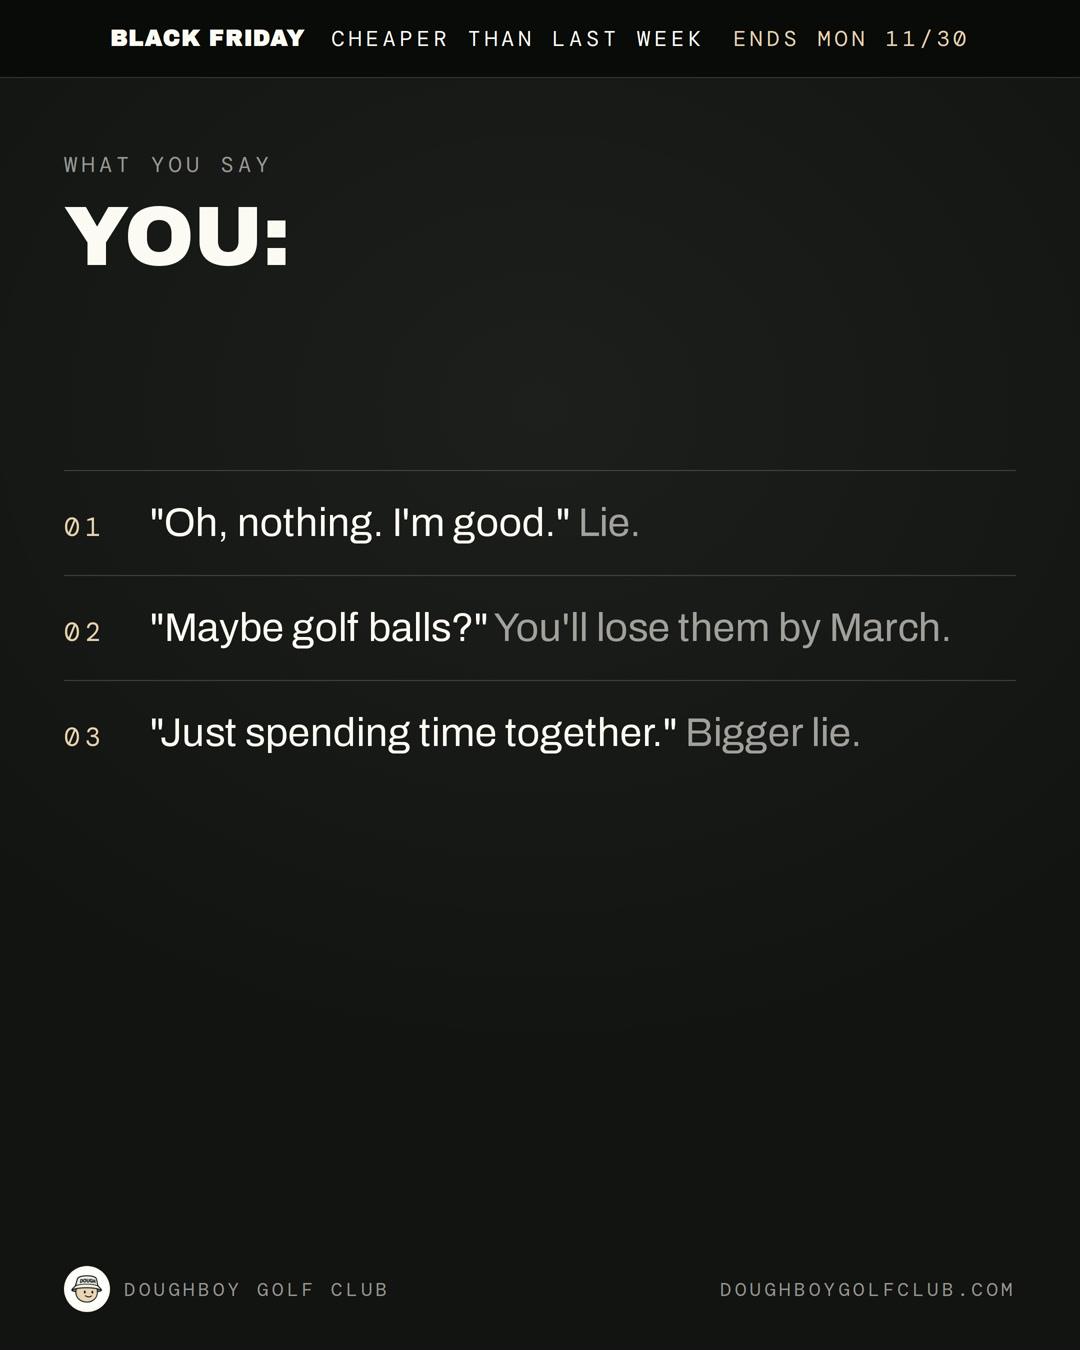 BLACK FRIDAY CHEAPER THAN LAST WEEK ENDS MON 11/30
WHAT YOU SAY
YOU:
01 "Oh, nothing. I'm good." Lie.
02 "Maybe golf balls?" You'll lose them by March.
03 "Just spending time together." Bigger lie.
DOUGH
DOUGHBOY GOLF CLUB DOUGHBOYGOLFCLUB.COM